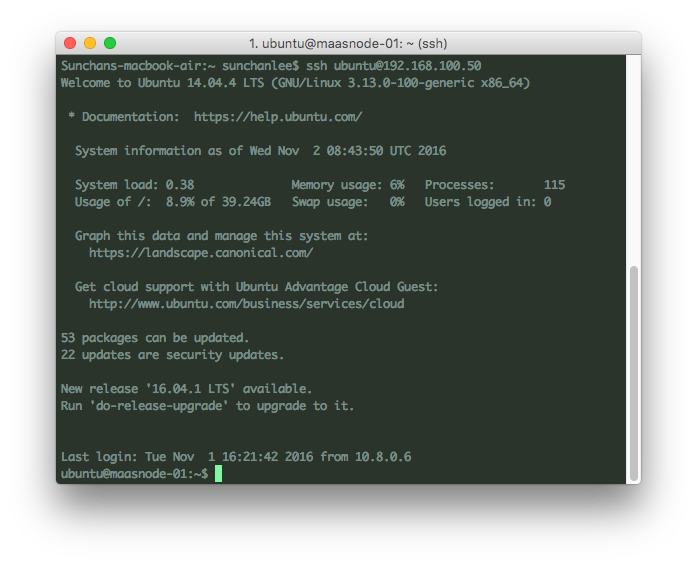 1. ubuntu@maasnode-01: ~ (ssh)
Sunchans-macbook-air:~ sunchanlee$ ssh ubuntu@192.168.100.50
Welcome to Ubuntu 14.04.4 LTS (GNU/Linux 3.13.0-100-generic x86_64)
* Documentation:  https://help.ubuntu.com/
System information as of Wed Nov  2 08:43:50 UTC 2016
System load: 0.38              Memory usage: 6%   Processes:       115
Usage of /:  8.9% of 39.24GB   Swap usage:   0%   Users logged in: 0
Graph this data and manage this system at:
https://landscape.canonical.com/
Get cloud support with Ubuntu Advantage Cloud Guest:
http://www.ubuntu.com/business/services/cloud
53 packages can be updated.
22 updates are security updates.
New release '16.04.1 LTS' available.
Run 'do-release-upgrade' to upgrade to it.
Last login: Tue Nov  1 16:21:42 2016 from 10.8.0.6
ubuntu@maasnode-01:~$